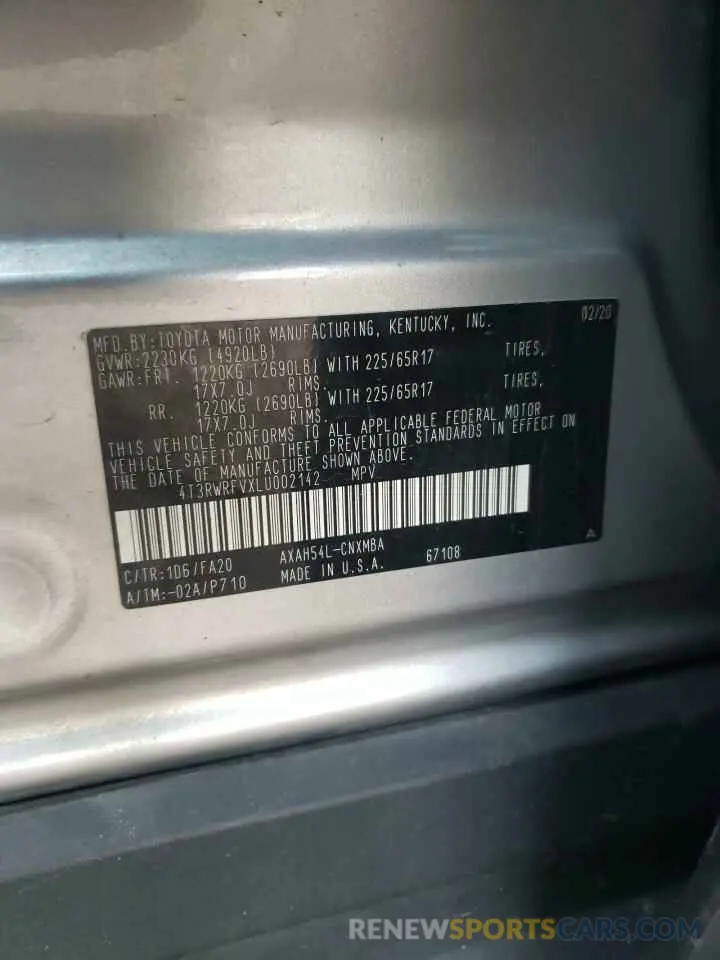 MFD. BY: TOYOTA MOTOR MANUFACTURING, KENTUCKY, INC. 02/20
GVWR: 2230KG (4920LB)
GAWR: FRT. 1220KG (2690LB) WITH 225/65R17 TIRES,
17X7.0J RIMS.
RR. 1220KG (2690LB) WITH 225/65R17 TIRES,
17X7.0J RIMS.
THIS VEHICLE CONFORMS TO ALL APPLICABLE FEDERAL MOTOR
VEHICLE SAFETY AND THEFT PREVENTION STANDARDS IN EFFECT ON
THE DATE OF MANUFACTURE SHOWN ABOVE.
4T3RWRFVXLU002142 MPV
C/TR: 1D6/FA20 AXAH54L-CNXMBA 67108 A
A/TM: -02A/P710 MADE IN U.S.A.
RENEWSPORTSCARS.COM